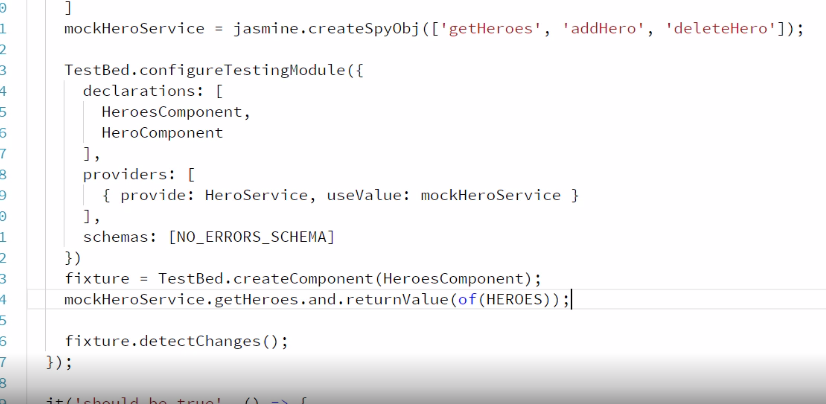 0 ]
1 mockHeroService = jasmine.createSpyObj(['getHeroes', 'addHero', 'deleteHero']);
2
3 TestBed.configureTestingModule({
4 declarations: [
5 HeroesComponent,
6 HeroComponent
7 ],
8 providers: [
9 { provide: HeroService, useValue: mockHeroService }
0 ],
1 schemas: [NO_ERRORS_SCHEMA]
2 })
3 fixture = TestBed.createComponent(HeroesComponent);
4 mockHeroService.getHeroes.and.returnValue(of(HEROES));
5
6 fixture.detectChanges();
7 });
8
9 it('should be true', () => {